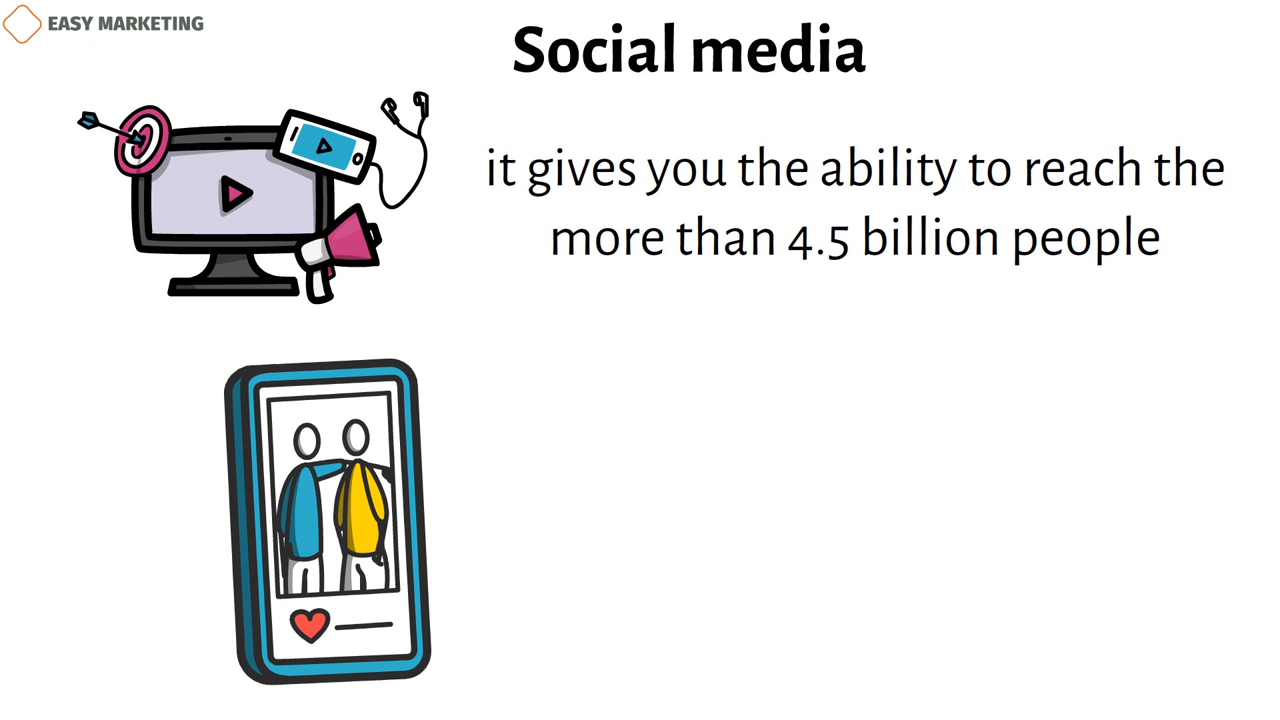 EASY MARKETING
Social media
it gives you the ability to reach the
more than 4.5 billion people